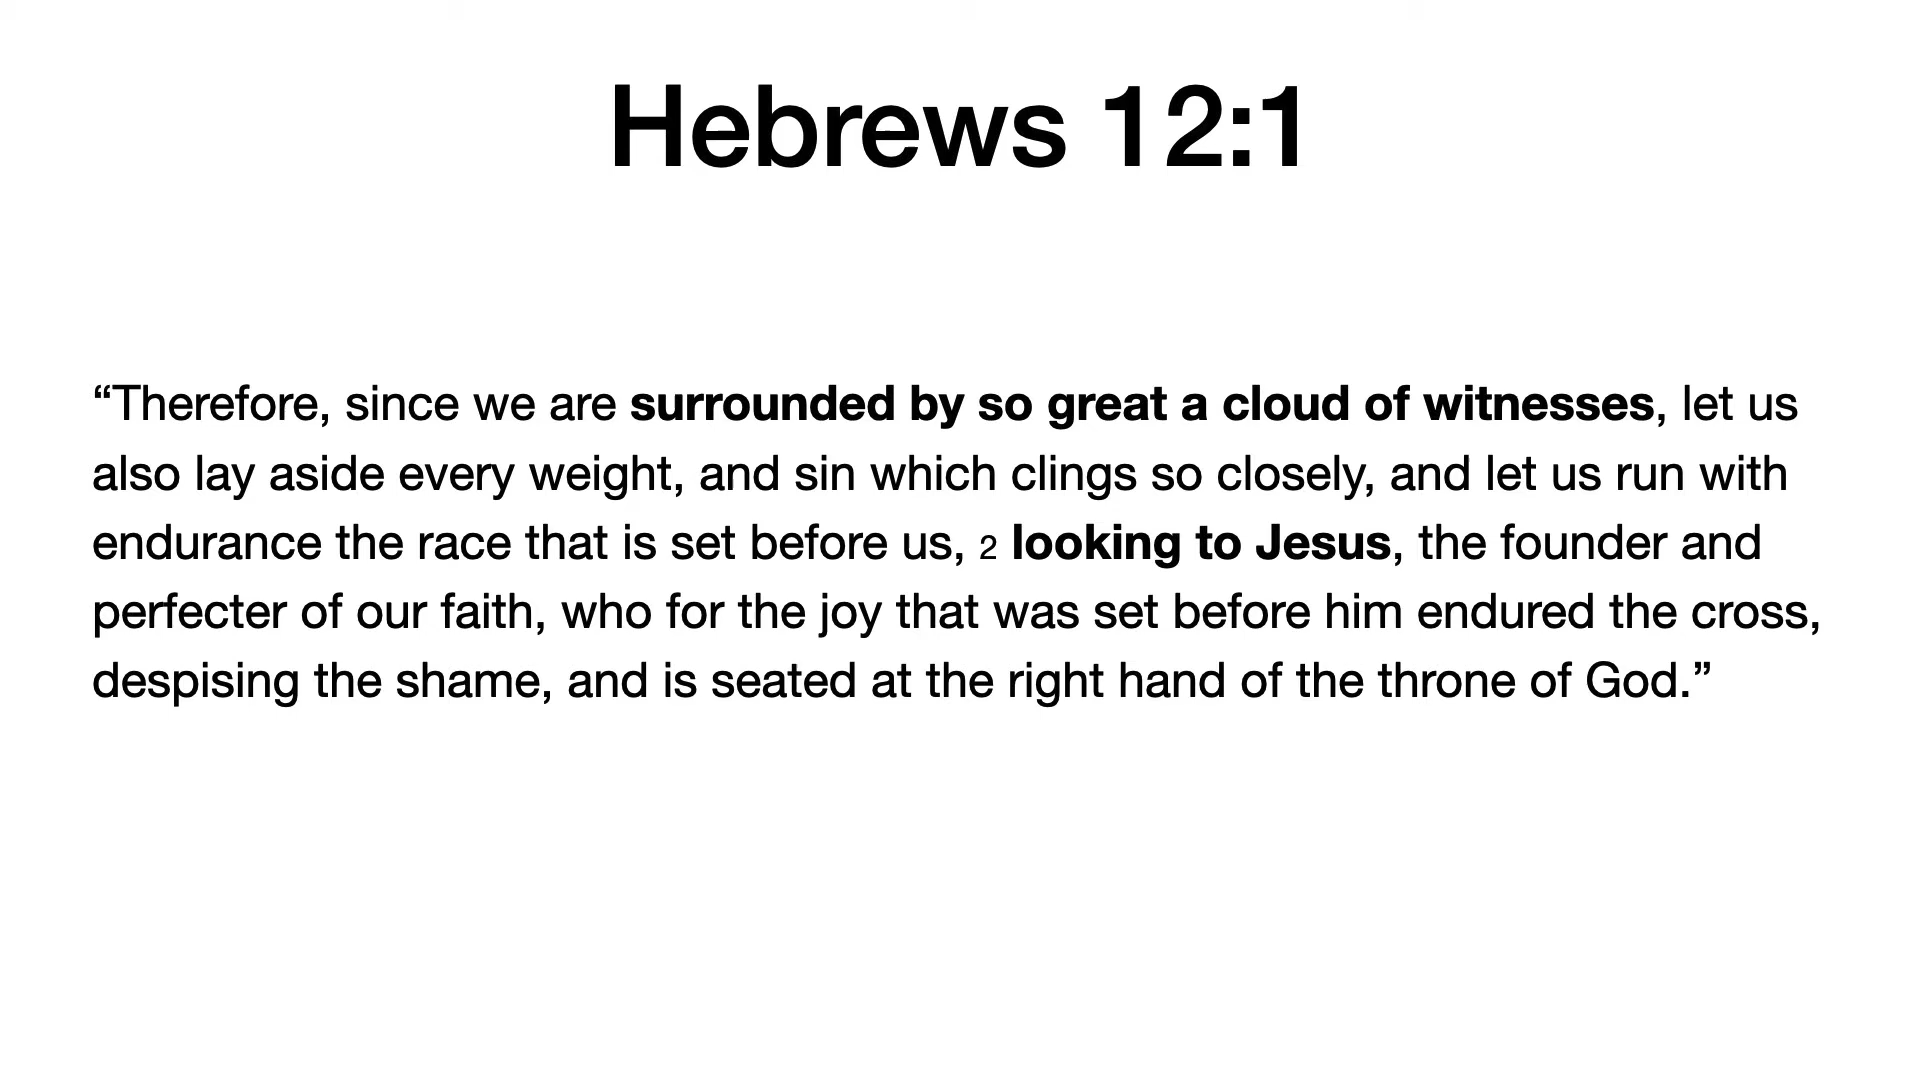 Hebrews 12:1
“Therefore, since we are surrounded by so great a cloud of witnesses, let us
also lay aside every weight, and sin which clings so closely, and let us run with
endurance the race that is set before us, 2 looking to Jesus, the founder and
perfecter of our faith, who for the joy that was set before him endured the cross,
despising the shame, and is seated at the right hand of the throne of God.”